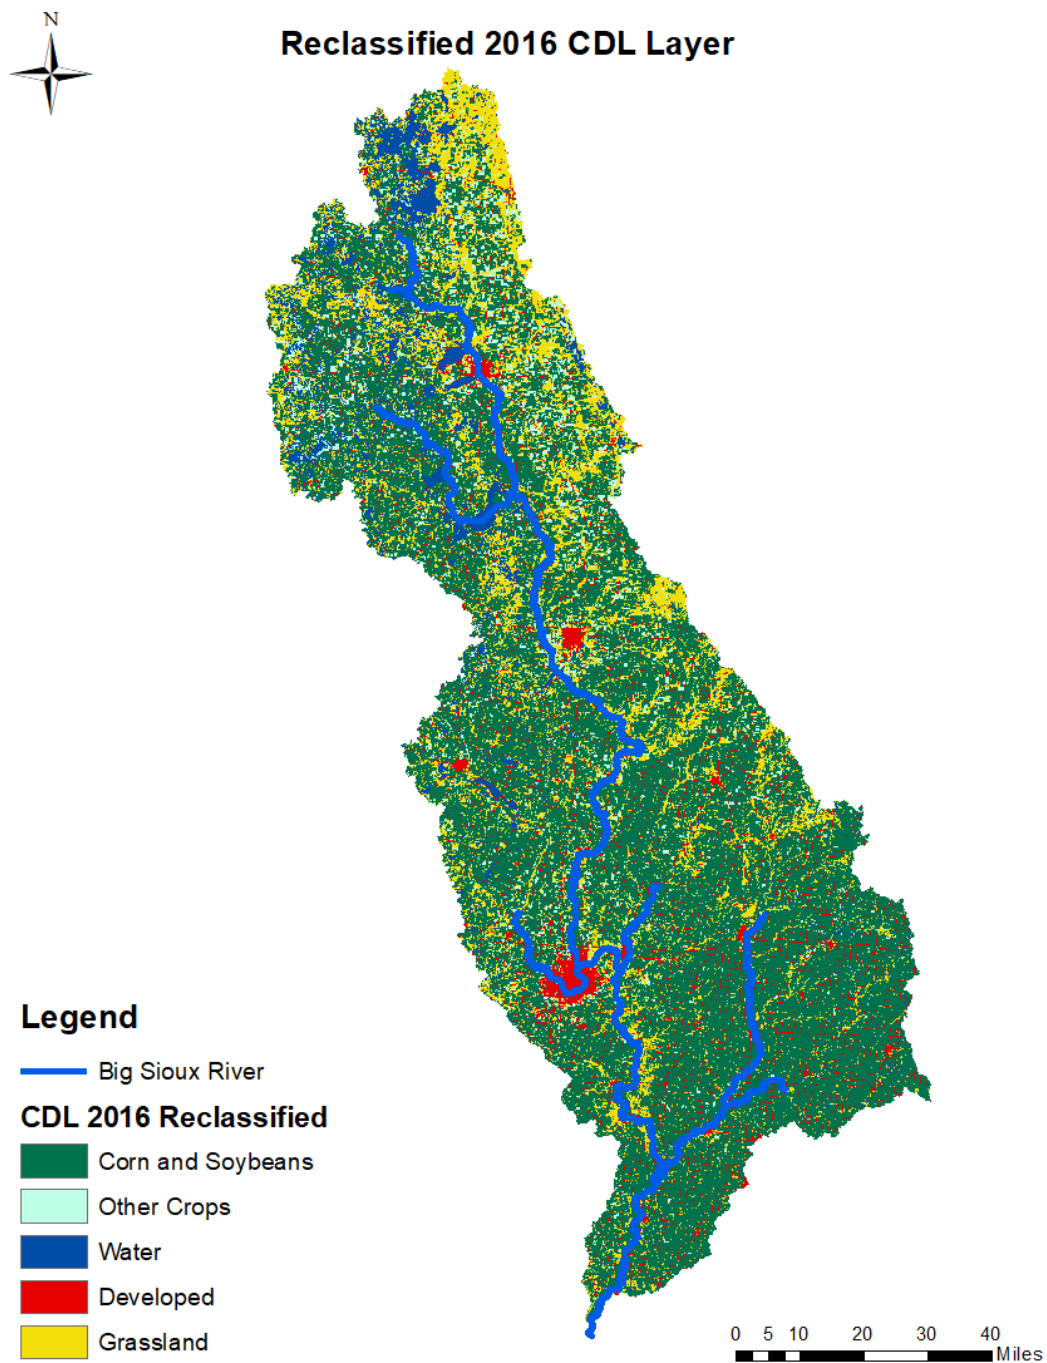 N
Reclassified 2016 CDL Layer
Legend
Big Sioux River
CDL 2016 Reclassified
Corn and Soybeans
Other Crops
Water
Developed
Grassland
0 5 10 20 30 40
Miles